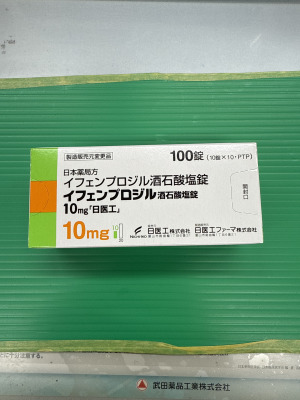 製造販売元変更品
100錠 (10錠×10・PTP)
日本薬局方
イフェンプロジル酒石酸塩錠
イフェンプロジル酒石酸塩錠
10mg「日医工」
10mg
開封口
日医工株式会社
日医工ファーマ株式会社
武田薬品工業株式会社